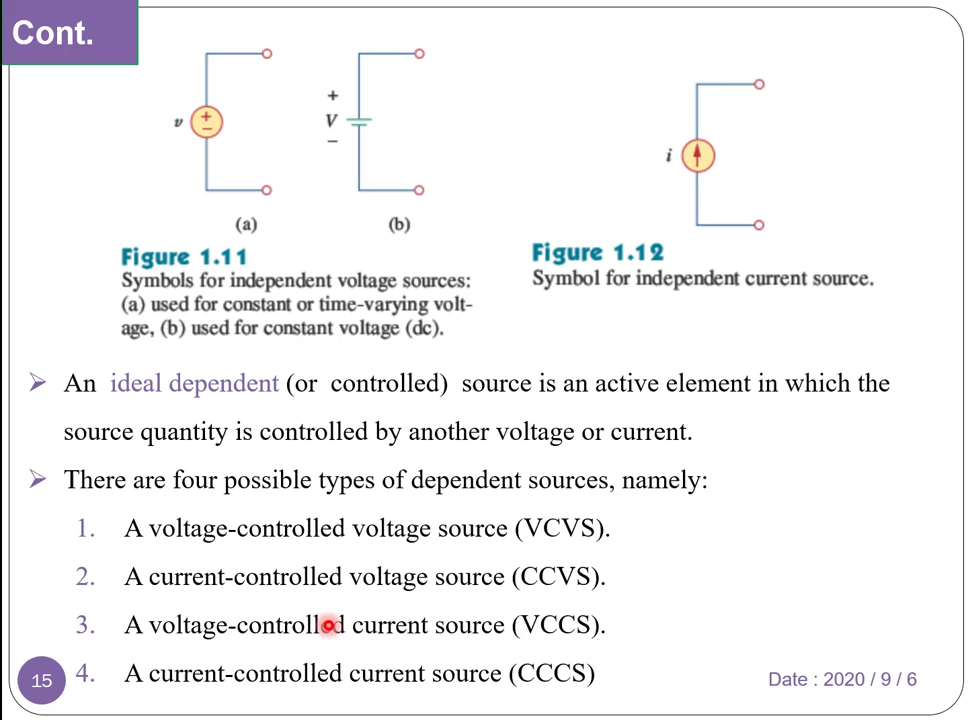 Cont.
v
+
−
+
V
−
i
(a)
(b)
Figure 1.11
Symbols for independent voltage sources:
(a) used for constant or time-varying volt-
age, (b) used for constant voltage (dc).
Figure 1.12
Symbol for independent current source.
➢ An ideal dependent (or controlled) source is an active element in which the
source quantity is controlled by another voltage or current.
➢ There are four possible types of dependent sources, namely:
1. A voltage-controlled voltage source (VCVS).
2. A current-controlled voltage source (CCVS).
3. A voltage-controlled current source (VCCS).
4. A current-controlled current source (CCCS)
15
Date : 2020 / 9 / 6